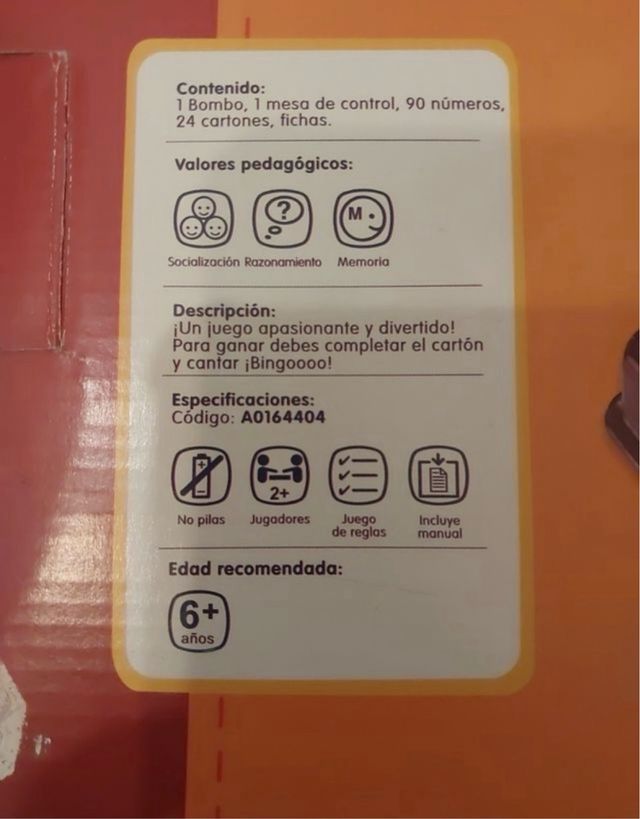 Contenido:
1 Bombo, 1 mesa de control, 90 números,
24 cartones, fichas.
Valores pedagógicos:
?
M
Socialización Razonamiento Memoria
Descripción:
¡Un juego apasionante y divertido!
Para ganar debes completar el cartón
y cantar ¡Bingoooo!
Especificaciones:
Código: A0164404
2+
No pilas Jugadores Juego Incluye
de reglas manual
Edad recomendada:
6+
años